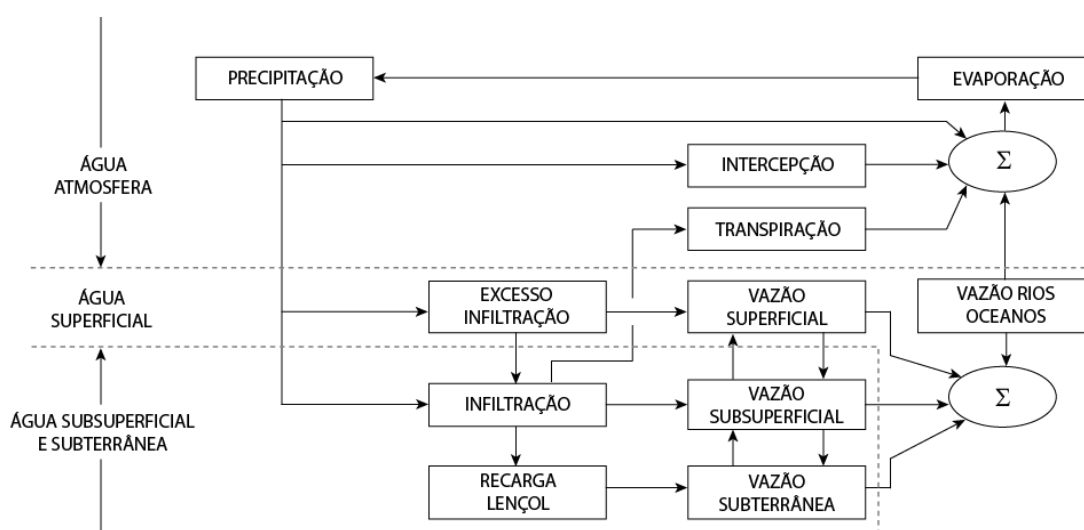 PRECIPITAÇÃO
EVAPORAÇÃO
Σ
ÁGUA
ATMOSFERA
INTERCEPÇÃO
TRANSPIRAÇÃO
ÁGUA
SUPERFICIAL
EXCESSO
INFILTRAÇÃO
VAZÃO
SUPERFICIAL
VAZÃO RIOS
OCEANOS
ÁGUA SUBSUPERFICIAL
E SUBTERRÂNEA
INFILTRAÇÃO
VAZÃO
SUBSUPERFICIAL
Σ
RECARGA
LENÇOL
VAZÃO
SUBTERRÂNEA